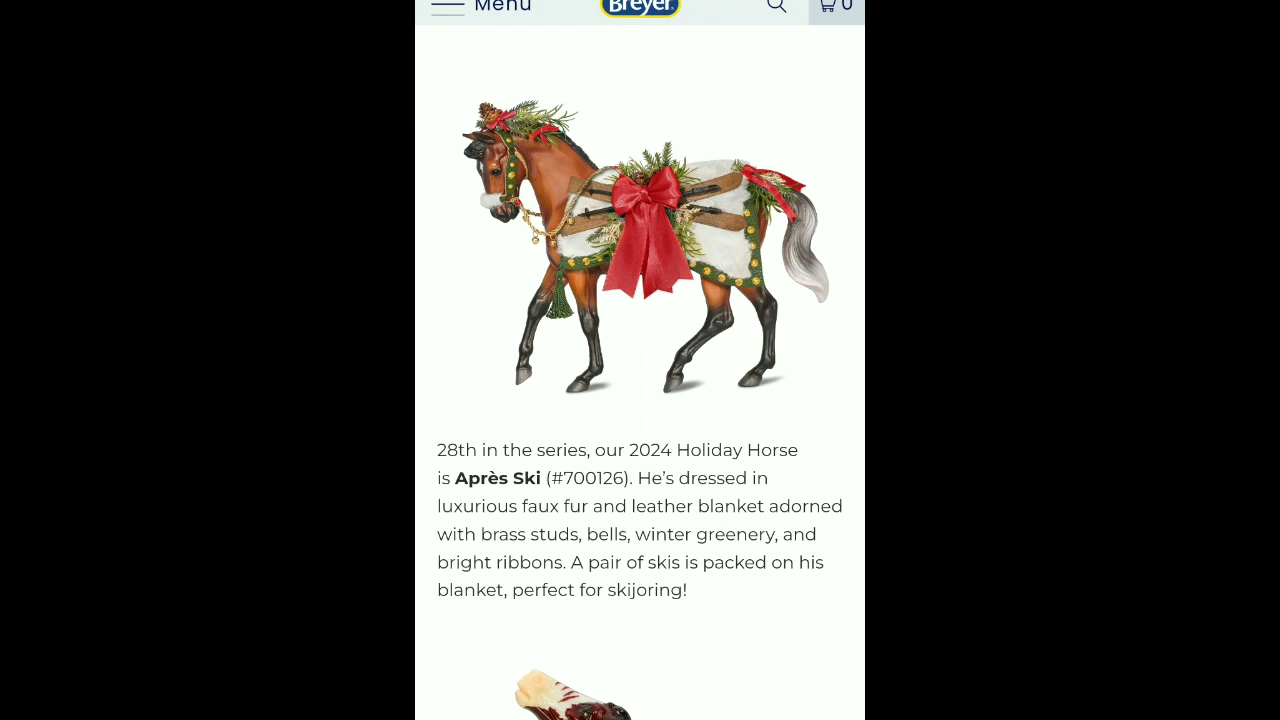 Menu
Breyer
0
28th in the series, our 2024 Holiday Horse
is Après Ski (#700126). He’s dressed in
luxurious faux fur and leather blanket adorned
with brass studs, bells, winter greenery, and
bright ribbons. A pair of skis is packed on his
blanket, perfect for skijoring!